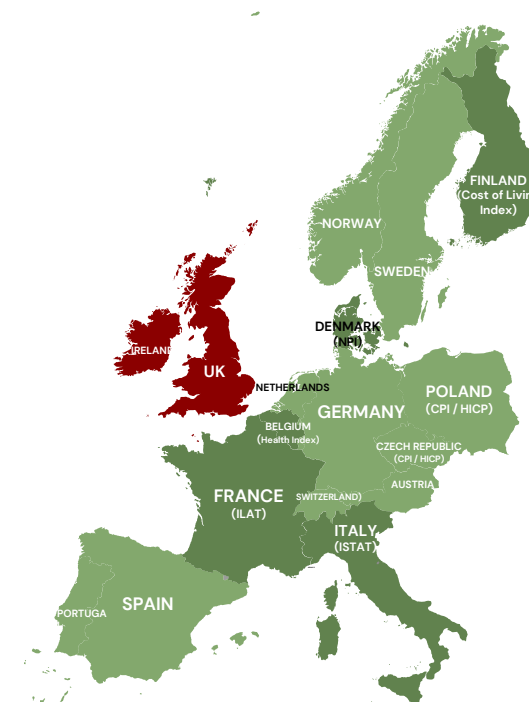 FINLAND
(Cost of Livin
Index)
NORWAY
SWEDEN
DENMARK
(NPI)
IRELAND
UK
NETHERLANDS
GERMANY
POLAND
(CPI / HICP)
BELGIUM
(Health Index)
CZECH REPUBLIC
(CPI / HICP)
AUSTRIA
FRANCE
(ILAT)
SWITZERLAND)
ITALY
(ISTAT)
SPAIN
PORTUGA